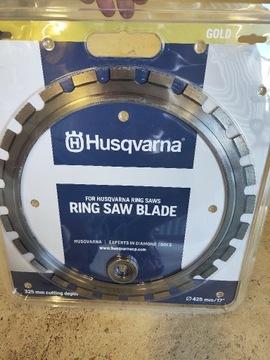 GOLD
Husqvarna
FOR HUSQVARNA RING SAWS
RING SAW BLADE
HUSQVARNA | EXPERTS IN DIAMOND TOOLS
www.husqvarnacp.com
325 mm cutting depth
Ø 425 mm/17"